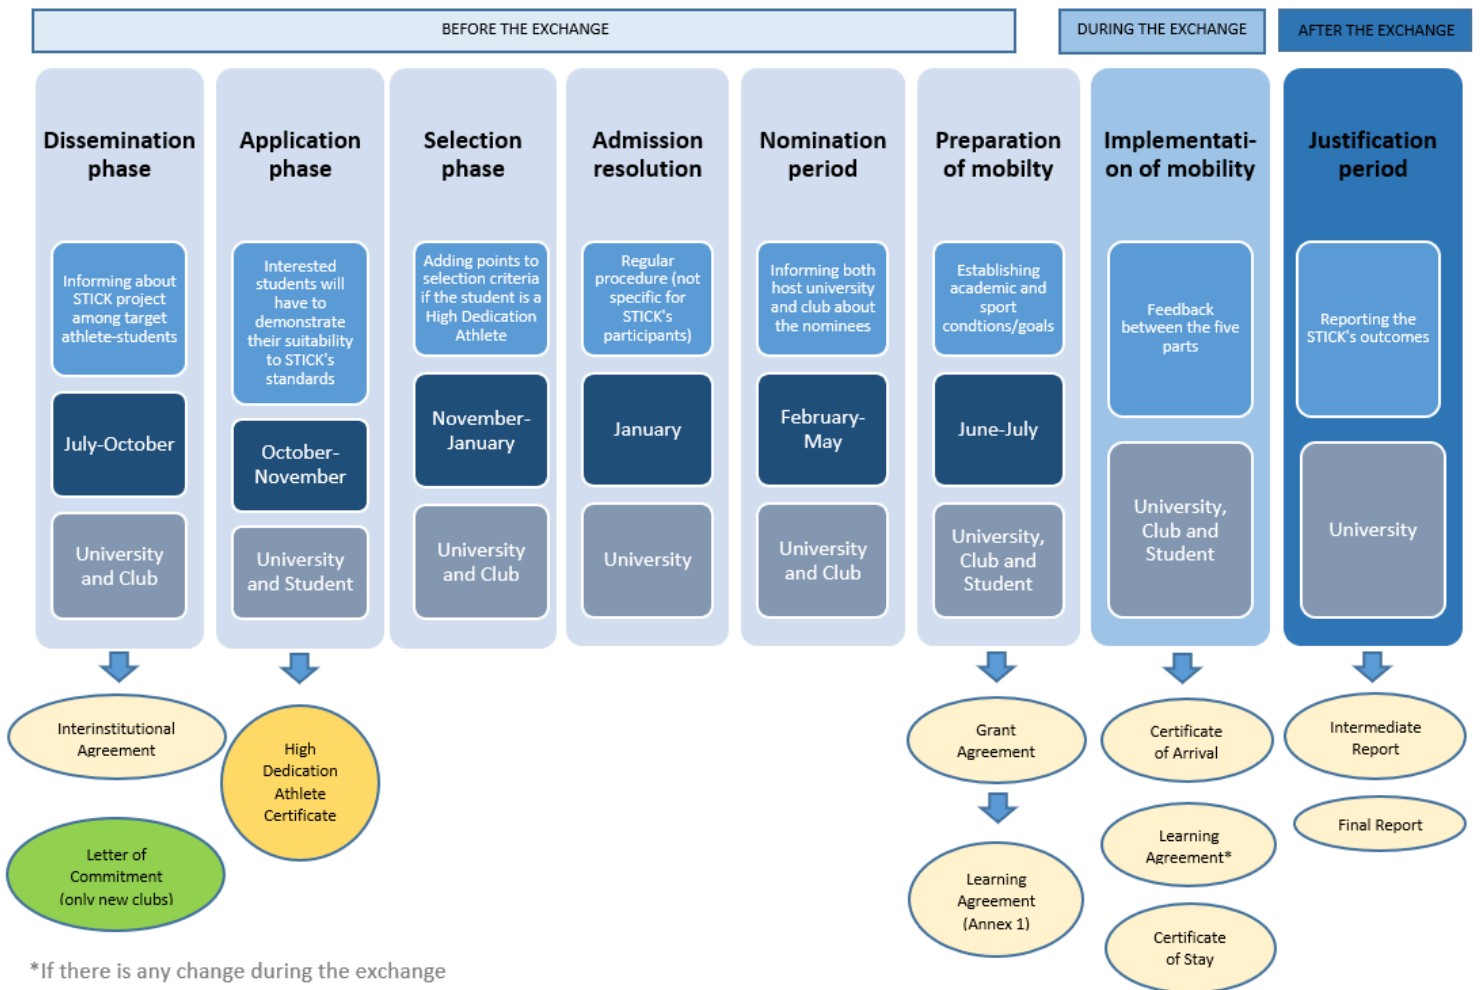 BEFORE THE EXCHANGE
DURING THE EXCHANGE
AFTER THE EXCHANGE
Dissemination
phase
Informing about
STICK project
among target
athlete-students
July-October
University
and Club
Interinstitutional
Agreement
Letter of
Commitment
(only new clubs)
Application
phase
Interested
students will
have to
demonstrate
their suitability
to STICK's
standards
October-
November
University
and Student
High
Dedication
Athlete
Certificate
Selection
phase
Adding points to
selection criteria
if the student is a
High Dedication
Athlete
November-
January
University
and Club
Admission
resolution
Regular
procedure (not
specific for
STICK's
participants)
January
University
Nomination
period
Informing both
host university
and club about
the nominees
February-
May
University
and Club
Preparation
of mobilty
Establishing
academic and
sport
condtions/goals
June-July
University,
Club and
Student
Grant
Agreement
Learning
Agreement
(Annex 1)
Implementati-
on of mobility
Feedback
between the five
parts
University,
Club and
Student
Certificate
of Arrival
Learning
Agreement*
Certificate
of Stay
Justification
period
Reporting the
STICK's outcomes
University
Intermediate
Report
Final Report
*If there is any change during the exchange